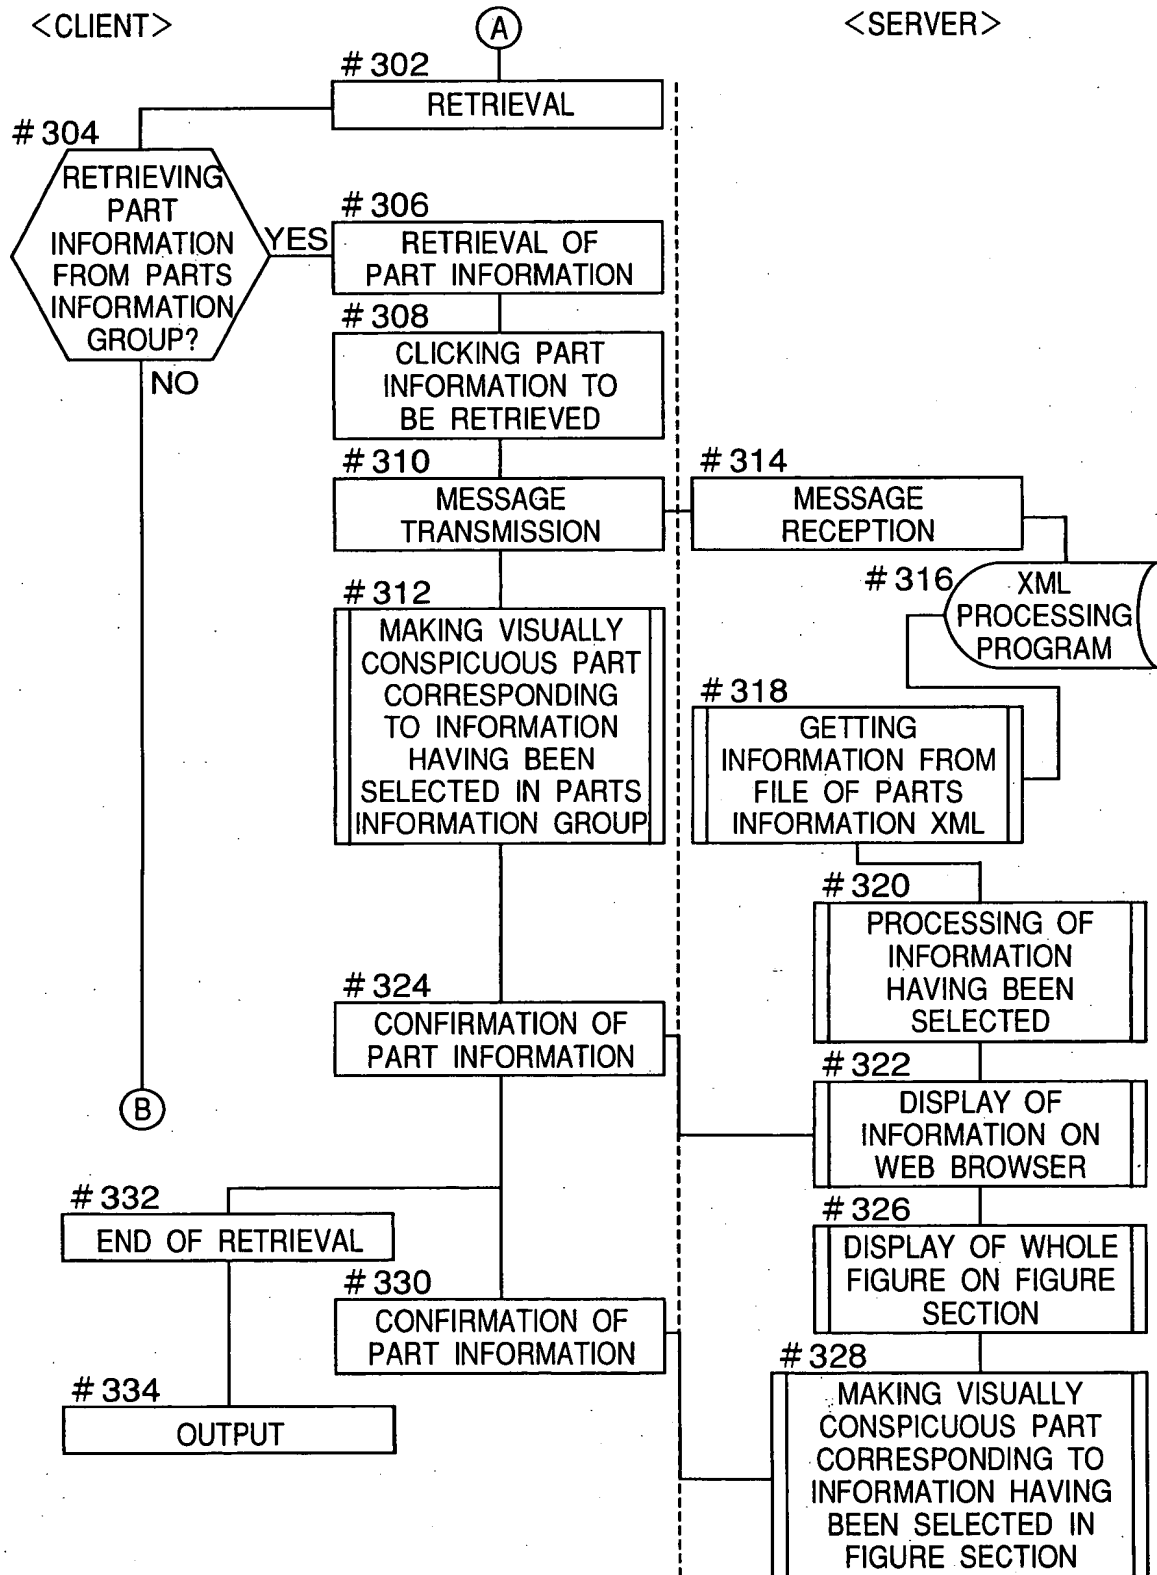 <CLIENT>
A
<SERVER>
#302
RETRIEVAL
#304
RETRIEVING
PART
INFORMATION
FROM PARTS
INFORMATION
GROUP?
YES
NO
#306
RETRIEVAL OF
PART INFORMATION
#308
CLICKING PART
INFORMATION TO
BE RETRIEVED
#310
MESSAGE
TRANSMISSION
#314
MESSAGE
RECEPTION
#316
XML
PROCESSING
PROGRAM
#312
MAKING VISUALLY
CONSPICUOUS PART
CORRESPONDING
TO INFORMATION
HAVING BEEN
SELECTED IN PARTS
INFORMATION GROUP
#318
GETTING
INFORMATION FROM
FILE OF PARTS
INFORMATION XML
#320
PROCESSING OF
INFORMATION
HAVING BEEN
SELECTED
#324
CONFIRMATION OF
PART INFORMATION
#322
DISPLAY OF
INFORMATION ON
WEB BROWSER
B
#332
END OF RETRIEVAL
#326
DISPLAY OF WHOLE
FIGURE ON FIGURE
SECTION
#330
CONFIRMATION OF
PART INFORMATION
#328
MAKING VISUALLY
CONSPICUOUS PART
CORRESPONDING TO
INFORMATION HAVING
BEEN SELECTED IN
FIGURE SECTION
#334
OUTPUT